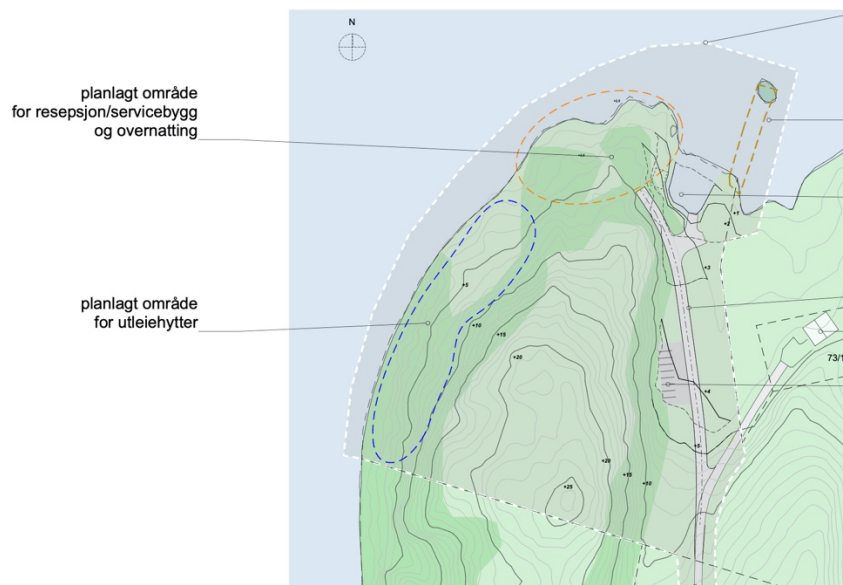 N
planlagt område
for resepsjon/servicebygg
og overnatting
+1
+2
+3
+5
planlagt område
for utleiehytter
+10
+15
+20
73/1
+4
+5
+20
+15
+10
+25